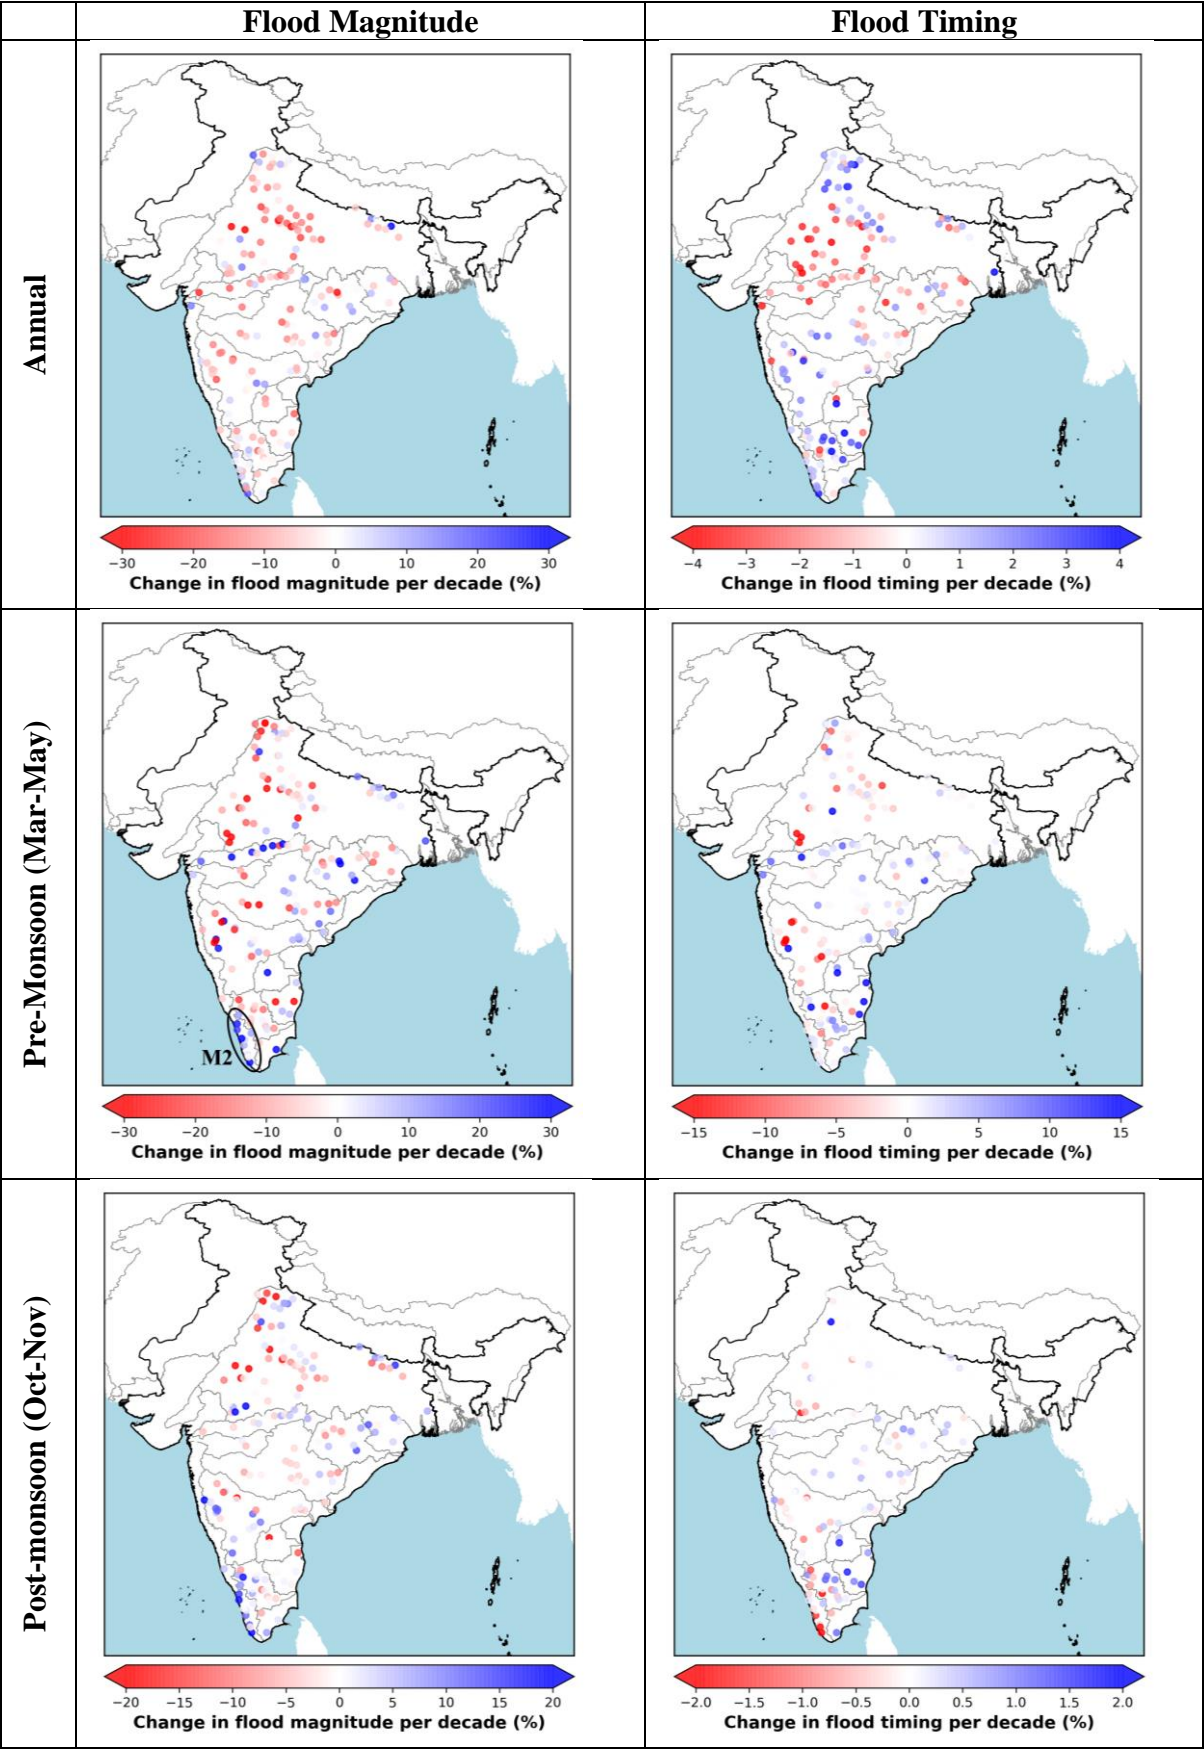 Flood Magnitude
Flood Timing
Annual
−30 −20 −10 0 10 20 30
Change in flood magnitude per decade (%)
−4 −3 −2 −1 0 1 2 3 4
Change in flood timing per decade (%)
Pre-Monsoon (Mar-May)
M2
−30 −20 −10 0 10 20 30
Change in flood magnitude per decade (%)
−15 −10 −5 0 5 10 15
Change in flood timing per decade (%)
Post-monsoon (Oct-Nov)
−20 −15 −10 −5 0 5 10 15 20
Change in flood magnitude per decade (%)
−2.0 −1.5 −1.0 −0.5 0.0 0.5 1.0 1.5 2.0
Change in flood timing per decade (%)